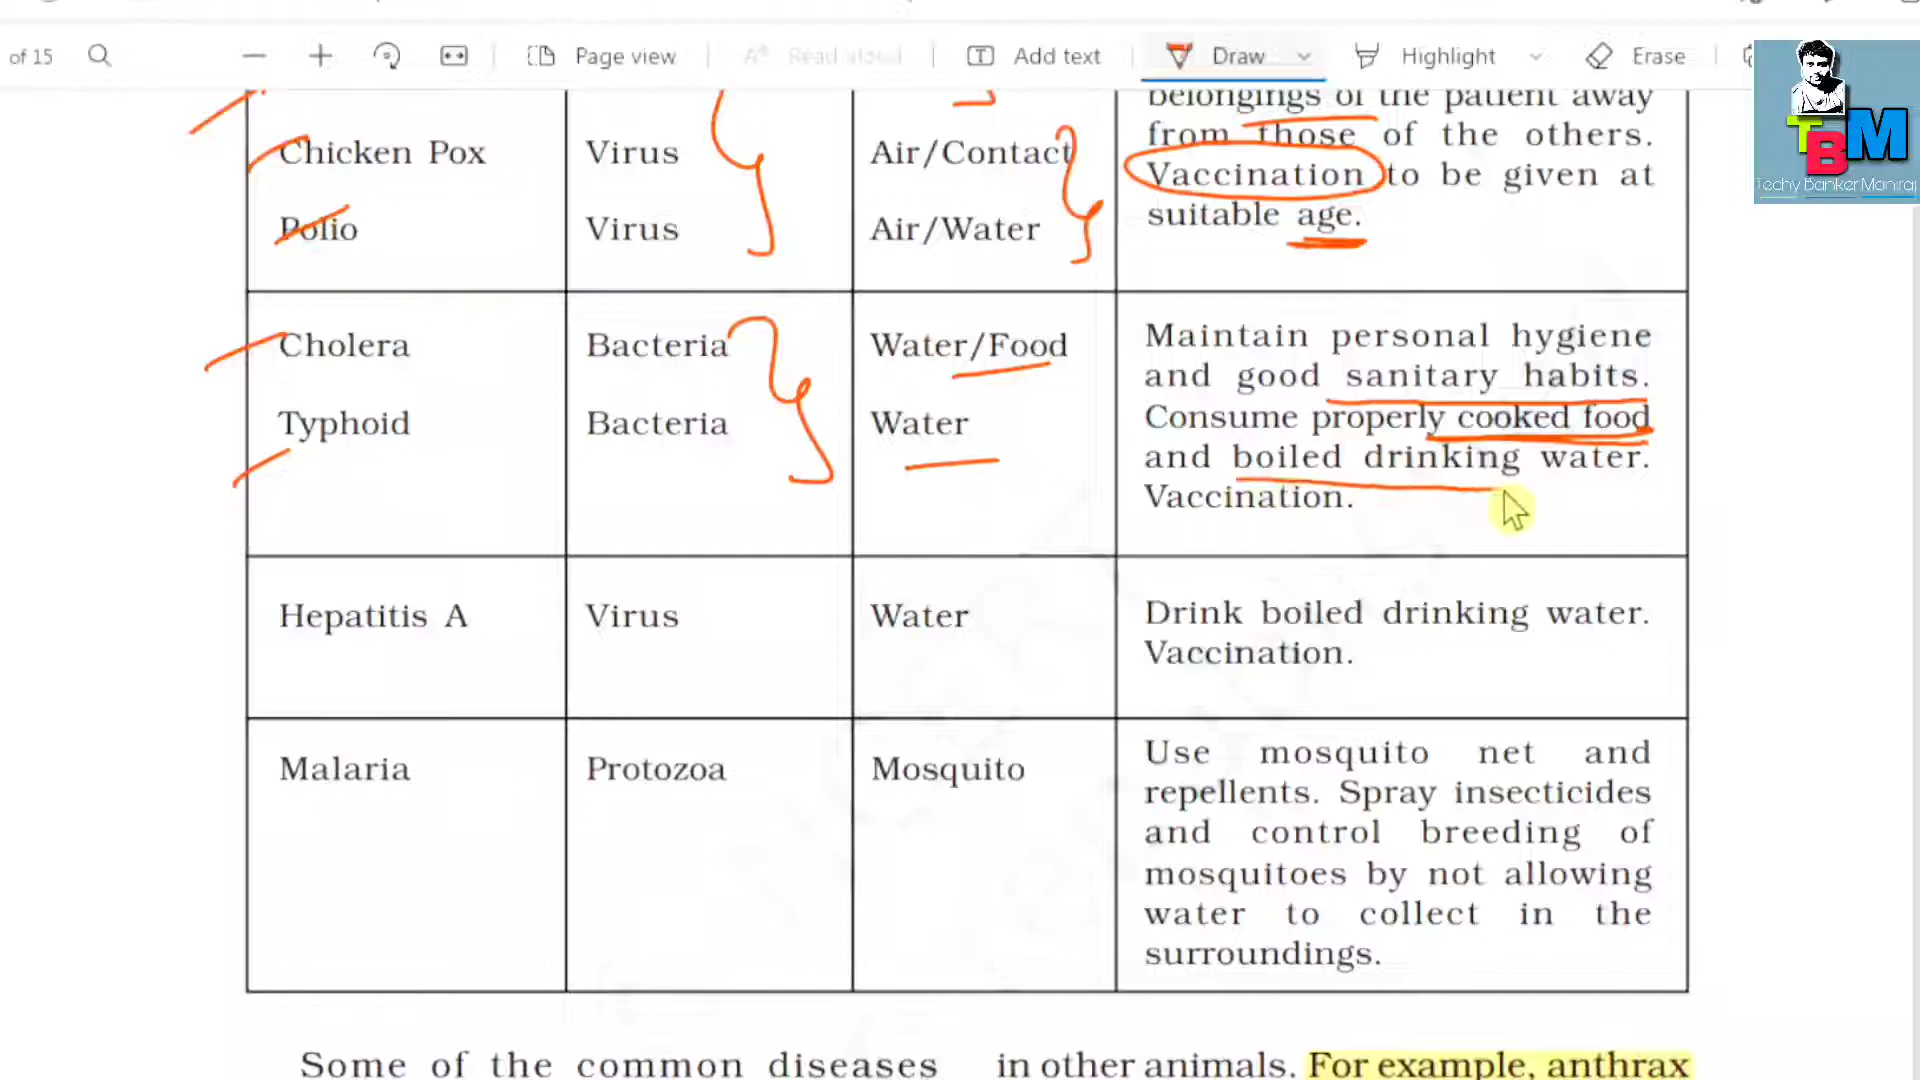 of 15
Page view
Read aloud
Add text
Draw
Highlight
Erase
TBM
Techy Banker Maniraj
belongings of the patient away
from those of the others.
Vaccination to be given at
suitable age.
Chicken Pox Virus Air/Contact
Polio Virus Air/Water
Cholera Bacteria Water/Food
Typhoid Bacteria Water
Maintain personal hygiene
and good sanitary habits.
Consume properly cooked food
and boiled drinking water.
Vaccination.
Hepatitis A Virus Water
Drink boiled drinking water.
Vaccination.
Malaria Protozoa Mosquito
Use mosquito net and
repellents. Spray insecticides
and control breeding of
mosquitoes by not allowing
water to collect in the
surroundings.
Some of the common diseases
in other animals. For example, anthrax